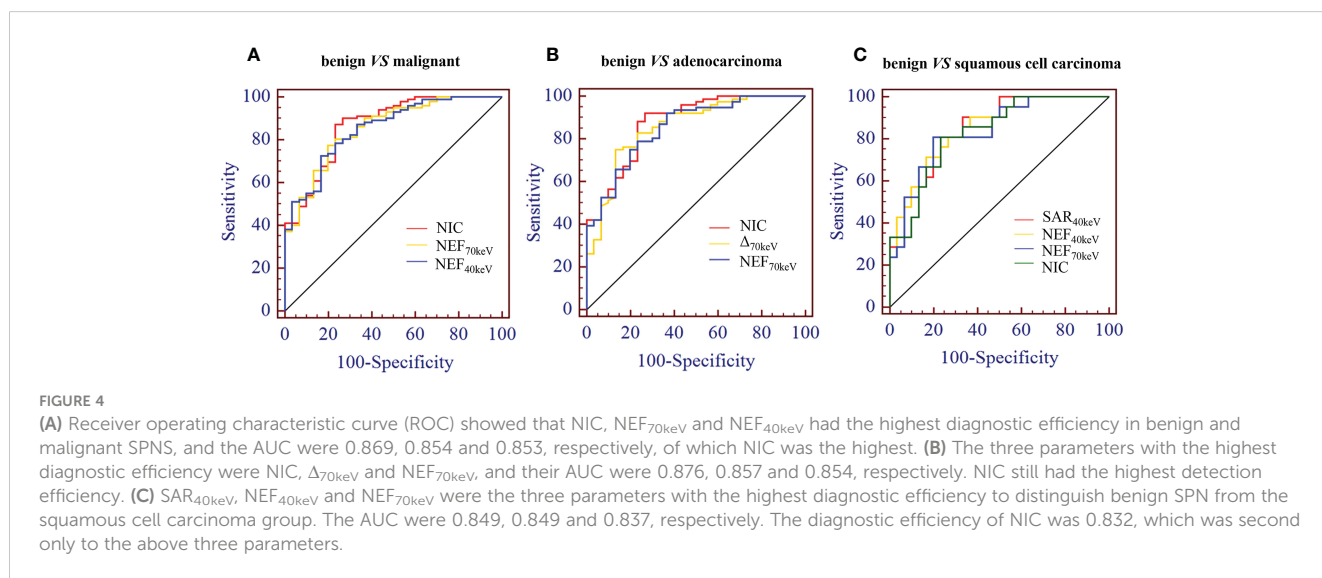 A
benign VS malignant
100
80
60
40
20
0
Sensitivity
NIC
NEF70keV
NEF40keV
0 20 40 60 80 100
100-Specificity
B
benign VS adenocarcinoma
100
80
60
40
20
0
Sensitivity
NIC
Δ70keV
NEF70keV
0 20 40 60 80 100
100-Specificity
C
benign VS squamous cell carcinoma
100
80
60
40
20
0
Sensitivity
SAR40keV
NEF40keV
NEF70keV
NIC
0 20 40 60 80 100
100-Specificity
FIGURE 4
(A) Receiver operating characteristic curve (ROC) showed that NIC, NEF70keV and NEF40keV had the highest diagnostic efficiency in benign and
malignant SPNS, and the AUC were 0.869, 0.854 and 0.853, respectively, of which NIC was the highest. (B) The three parameters with the highest
diagnostic efficiency were NIC, Δ70keV and NEF70keV, and their AUC were 0.876, 0.857 and 0.854, respectively. NIC still had the highest detection
efficiency. (C) SAR40keV, NEF40keV and NEF70keV were the three parameters with the highest diagnostic efficiency to distinguish benign SPN from the
squamous cell carcinoma group. The AUC were 0.849, 0.849 and 0.837, respectively. The diagnostic efficiency of NIC was 0.832, which was second
only to the above three parameters.